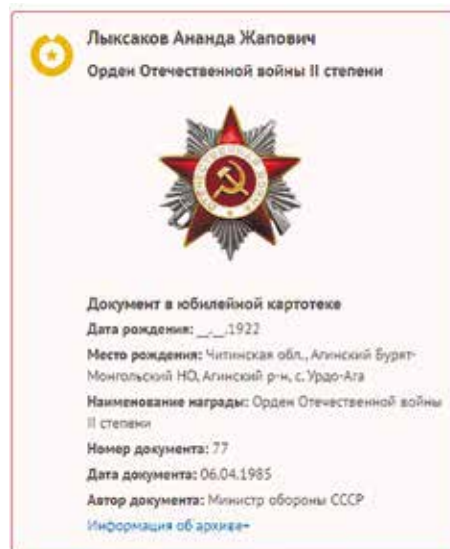 Лыксаков Ананда Жапович
Орден Отечественной войны II степени
ОТЕЧЕСТВЕННАЯ ВОЙНА
Документ в юбилейной картотеке
Дата рождения: __.__.1922
Место рождения: Читинская обл., Агинский Бурят-
Монгольский НО, Агинский р-н, с. Урдо-Ага
Наименование награды: Орден Отечественной войны
II степени
Номер документа: 77
Дата документа: 06.04.1985
Автор документа: Министр обороны СССР
Информация об архиве+